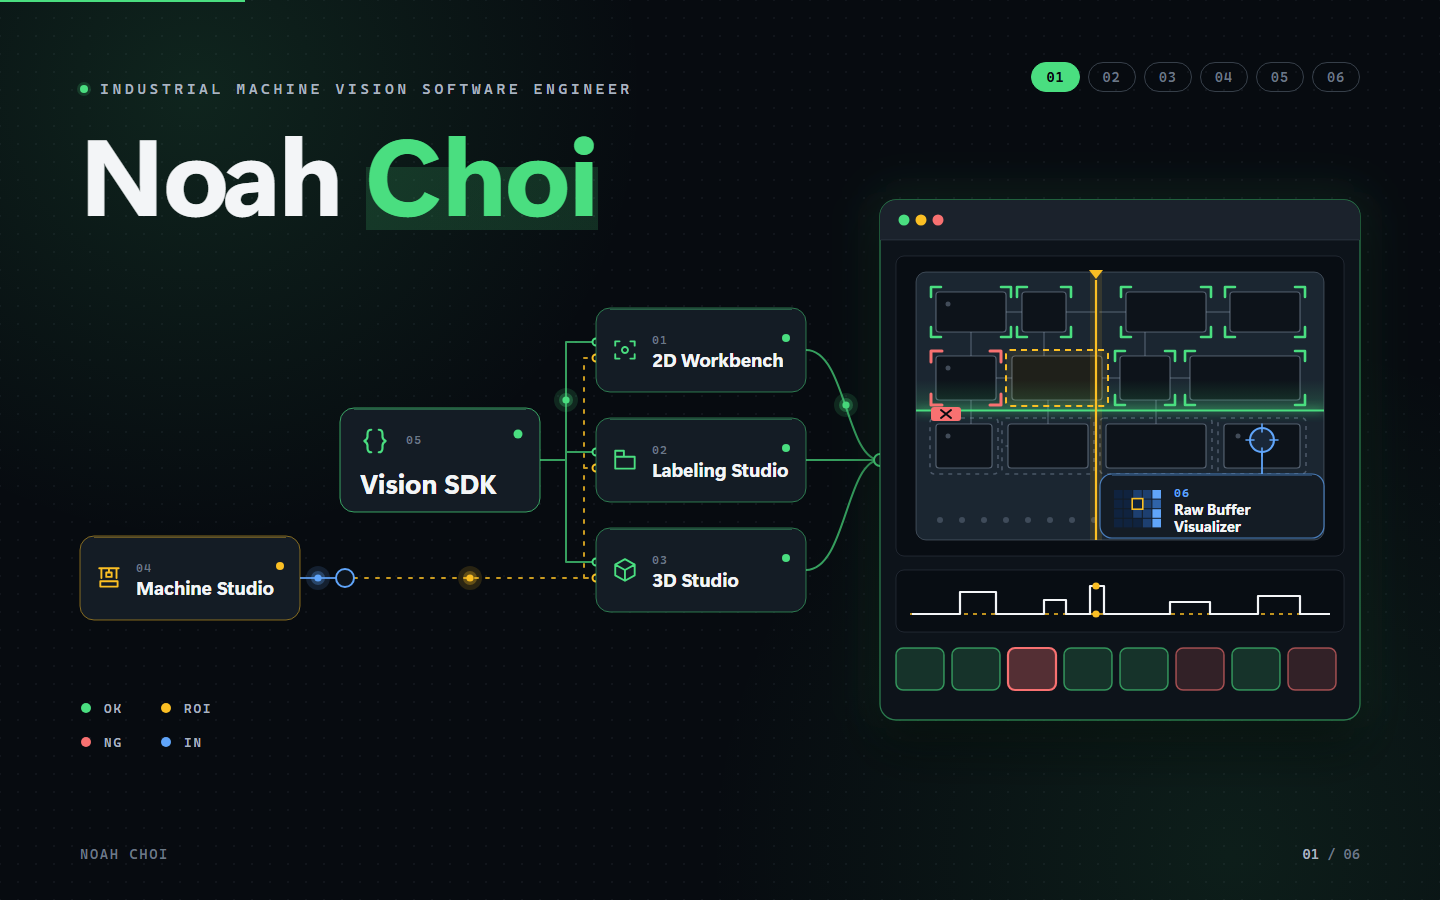 INDUSTRIAL MACHINE VISION SOFTWARE ENGINEER
01 02 03 04 05 06
Noah Choi
01
2D Workbench
05
Vision SDK
02
Labeling Studio
04
Machine Studio
03
3D Studio
06
Raw Buffer
Visualizer
OK ROI
NG IN
NOAH CHOI
01 / 06